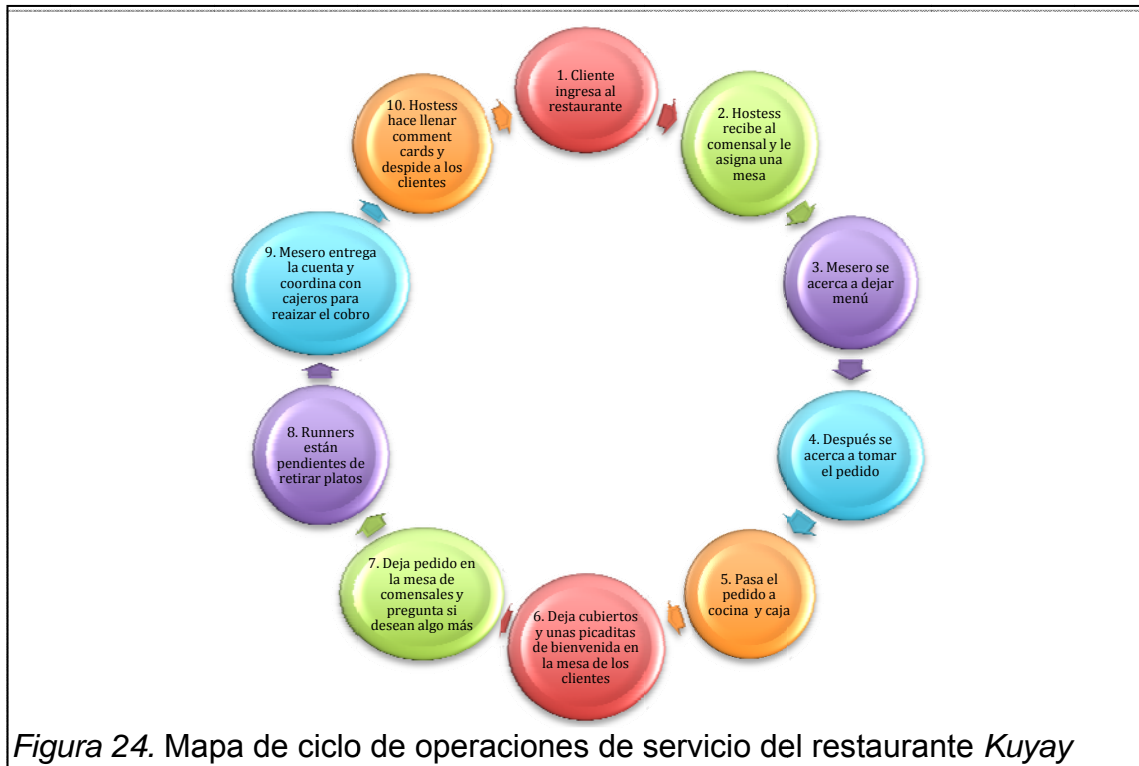 1. Cliente
ingresa al
restaurante
2. Hostess
recibe al
comensal y le
asigna una
mesa
3. Mesero se
acerca a dejar
menú
4. Después se
acerca a tomar
el pedido
5. Pasa el
pedido a
cocina y caja
6. Deja cubiertos
y unas picaditas
de bienvenida en
la mesa de los
clientes
7. Deja pedido en
la mesa de
comensales y
pregunta si
desean algo más
8. Runners
están
pendientes de
retirar platos
9. Mesero entrega
la cuenta y
coordina con
cajeros para
reaizar el cobro
10. Hostess
hace llenar
comment
cards y
despide a los
clientes
Figura 24. Mapa de ciclo de operaciones de servicio del restaurante Kuyay